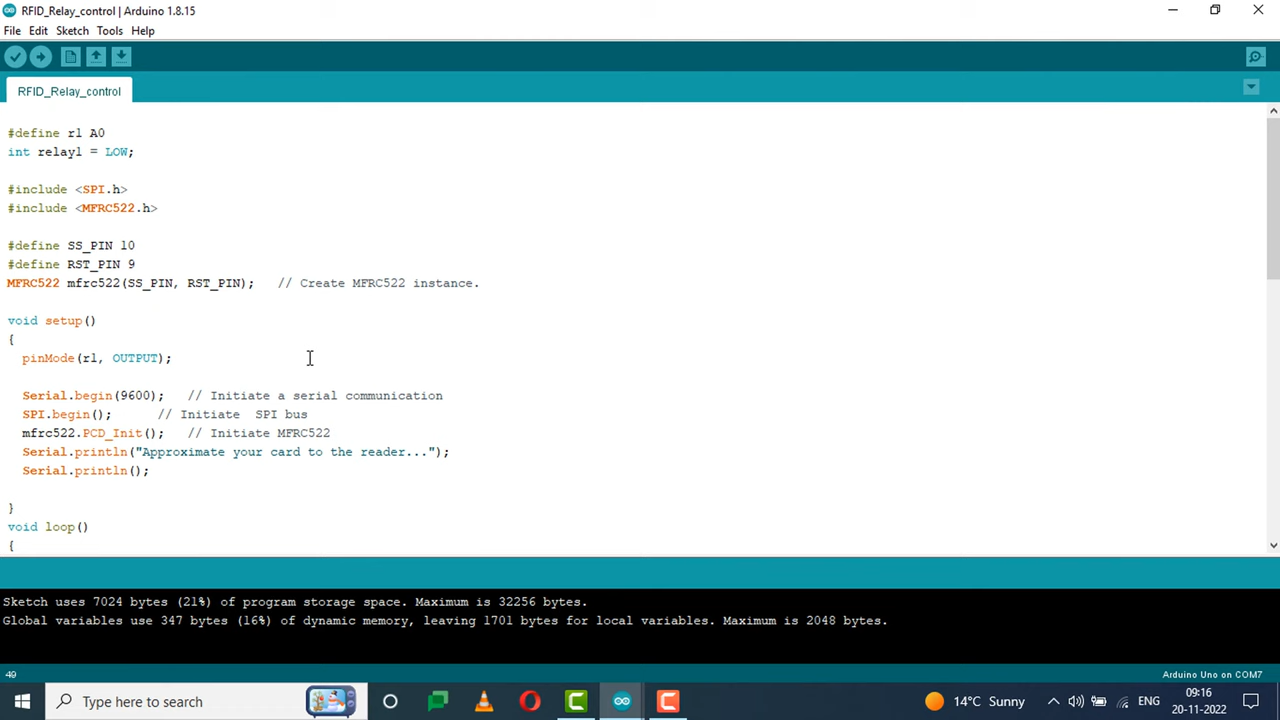 RFID_Relay_control | Arduino 1.8.15
File Edit Sketch Tools Help
RFID_Relay_control
#define r1 A0
int relay1 = LOW;
#include <SPI.h>
#include <MFRC522.h>
#define SS_PIN 10
#define RST_PIN 9
MFRC522 mfrc522(SS_PIN, RST_PIN);   // Create MFRC522 instance.
void setup()
{
pinMode(r1, OUTPUT);
Serial.begin(9600);   // Initiate a serial communication
SPI.begin();      // Initiate  SPI bus
mfrc522.PCD_Init();   // Initiate MFRC522
Serial.println("Approximate your card to the reader...");
Serial.println();
}
void loop()
{
Sketch uses 7024 bytes (21%) of program storage space. Maximum is 32256 bytes.
Global variables use 347 bytes (16%) of dynamic memory, leaving 1701 bytes for local variables. Maximum is 2048 bytes.
49 Arduino Uno on COM7
Type here to search 14°C Sunny ENG 09:16
20-11-2022